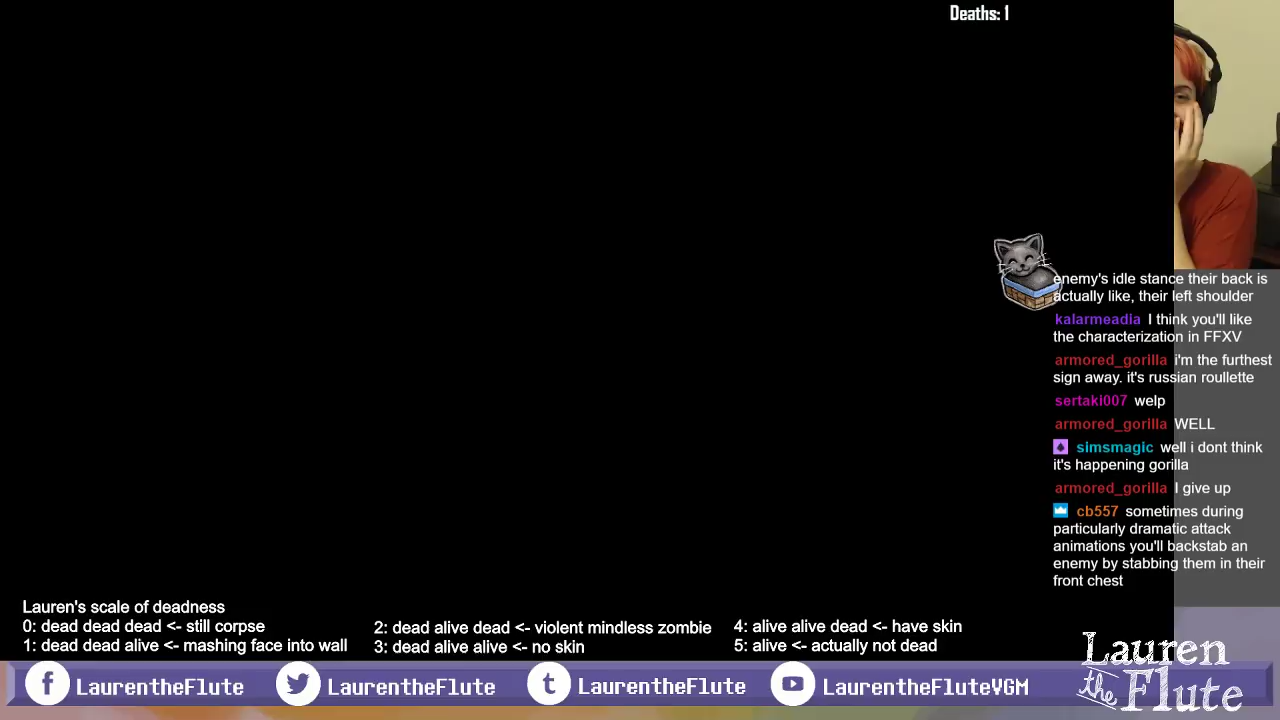 Deaths: 1
enemy's idle stance their back is
actually like, their left shoulder
kalarmeadia I think you'll like
the characterization in FFXV
armored_gorilla i'm the furthest
sign away. it's russian roullette
sertaki007 welp
armored_gorilla WELL
simsmagic well i dont think
it's happening gorilla
armored_gorilla I give up
cb557 sometimes during
particularly dramatic attack
animations you'll backstab an
enemy by stabbing them in their
front chest
Lauren's scale of deadness
0: dead dead dead <- still corpse
1: dead dead alive <- mashing face into wall
2: dead alive dead <- violent mindless zombie
3: dead alive alive <- no skin
4: alive alive dead <- have skin
5: alive <- actually not dead
LaurentheFlute
LaurentheFlute
LaurentheFlute
LaurentheFluteVGM
Lauren
the Flute